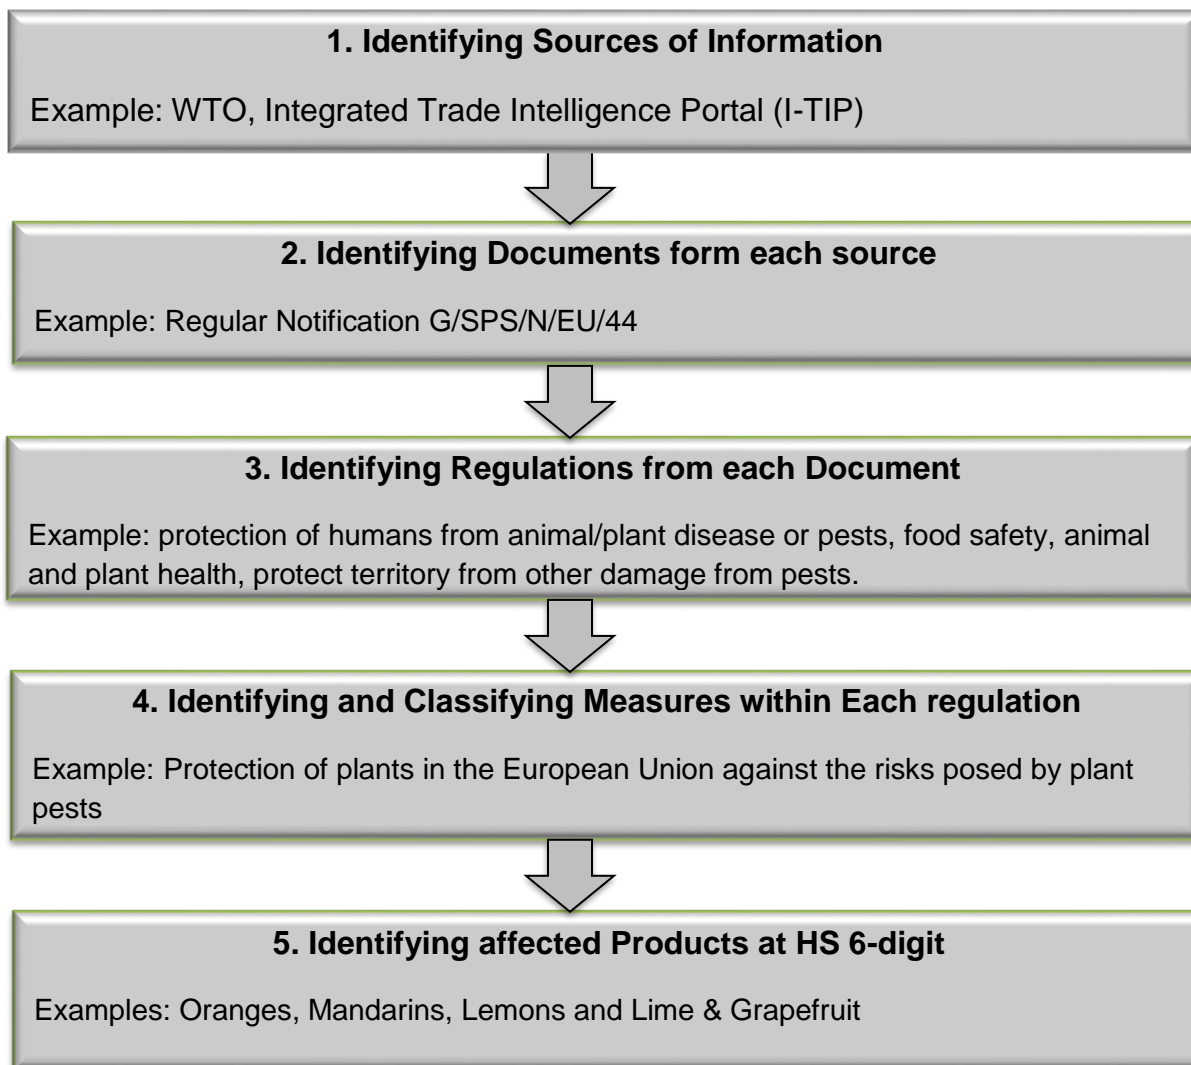 1. Identifying Sources of Information
Example: WTO, Integrated Trade Intelligence Portal (I-TIP)
2. Identifying Documents form each source
Example: Regular Notification G/SPS/N/EU/44
3. Identifying Regulations from each Document
Example: protection of humans from animal/plant disease or pests, food safety, animal
and plant health, protect territory from other damage from pests.
4. Identifying and Classifying Measures within Each regulation
Example: Protection of plants in the European Union against the risks posed by plant
pests
5. Identifying affected Products at HS 6-digit
Examples: Oranges, Mandarins, Lemons and Lime & Grapefruit